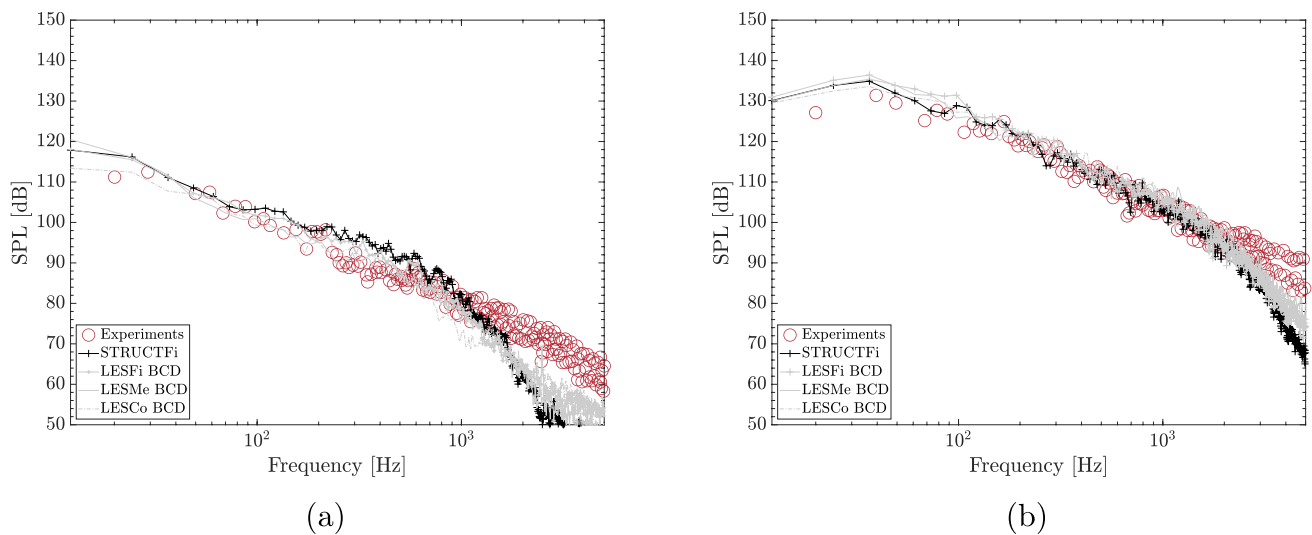 150
140
130
120
110
100
90
80
70
60
50
SPL [dB]
Experiments
STRUCTFi
LESFi BCD
LESMe BCD
LESCo BCD
10² 10³
Frequency [Hz]
(a)
150
140
130
120
110
100
90
80
70
60
50
SPL [dB]
Experiments
STRUCTFi
LESFi BCD
LESMe BCD
LESCo BCD
10² 10³
Frequency [Hz]
(b)